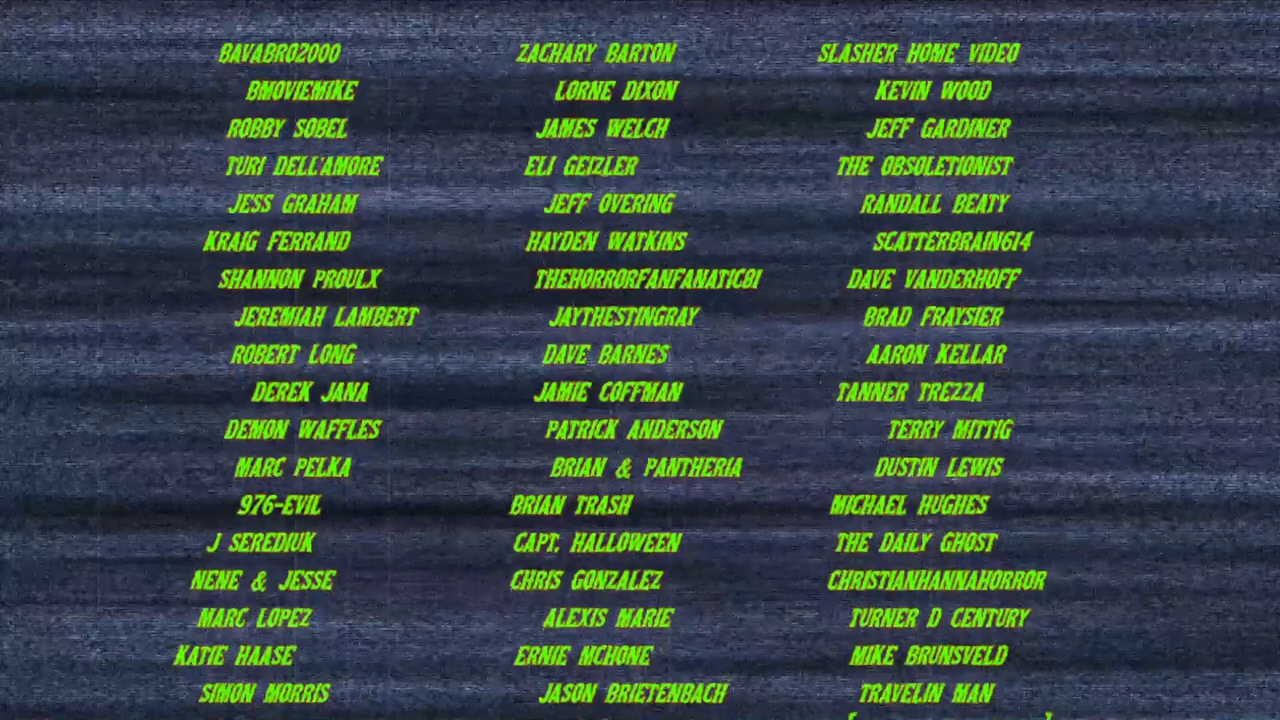 BAVABRO2000 ZACHARY BARTON SLASHER HOME VIDEO
BMOVIEMIKE LORNE DIXON KEVIN WOOD
ROBBY SOBEL JAMES WELCH JEFF GARDINER
TURI DELL'AMORE ELI GEIZLER THE OBSOLETIONIST
JESS GRAHAM JEFF OVERING RANDALL BEATY
KRAIG FERRAND HAYDEN WATKINS SCATTERBRAIN614
SHANNON PROULX THEHORRORFANFANATIC81 DAVE VANDERHOFF
JEREMIAH LAMBERT JAYTHESTINGRAY BRAD FRAYSIER
ROBERT LONG DAVE BARNES AARON KELLAR
DEREK JANA JAMIE COFFMAN TANNER TREZZA
DEMON WAFFLES PATRICK ANDERSON TERRY MITTIG
MARC PELKA BRIAN & PANTHERIA DUSTIN LEWIS
976-EVIL BRIAN TRASH MICHAEL HUGHES
J SEREDIUK CAPT. HALLOWEEN THE DAILY GHOST
NENE & JESSE CHRIS GONZALEZ CHRISTIANHANNAHORROR
MARC LOPEZ ALEXIS MARIE TURNER D CENTURY
KATIE HAASE ERNIE MCHONE MIKE BRUNSVELD
SIMON MORRIS JASON BRIETENBACH TRAVELIN MAN